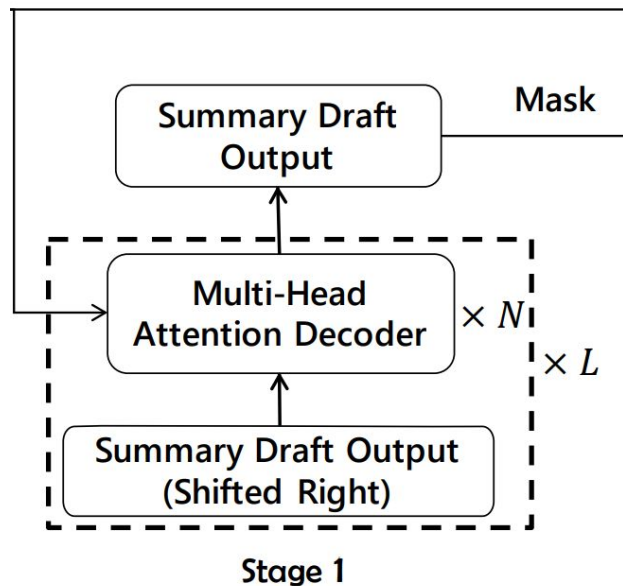 Mask
Summary Draft
Output
Multi-Head
Attention Decoder
× N
× L
Summary Draft Output
(Shifted Right)
Stage 1